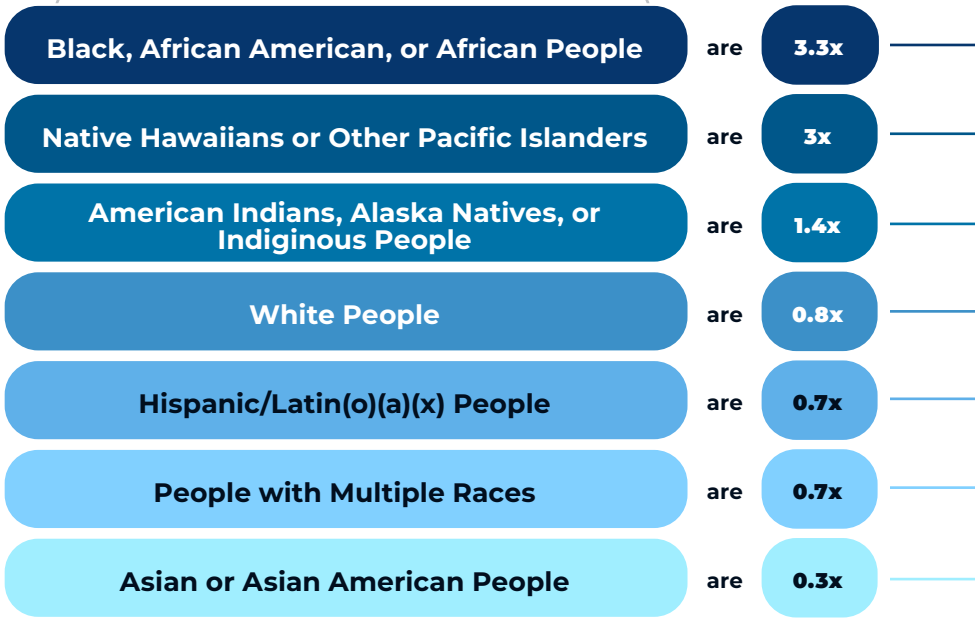 Black, African American, or African People are 3.3x
Native Hawaiians or Other Pacific Islanders are 3x
American Indians, Alaska Natives, or
Indiginous People are 1.4x
White People are 0.8x
Hispanic/Latin(o)(a)(x) People are 0.7x
People with Multiple Races are 0.7x
Asian or Asian American People are 0.3x